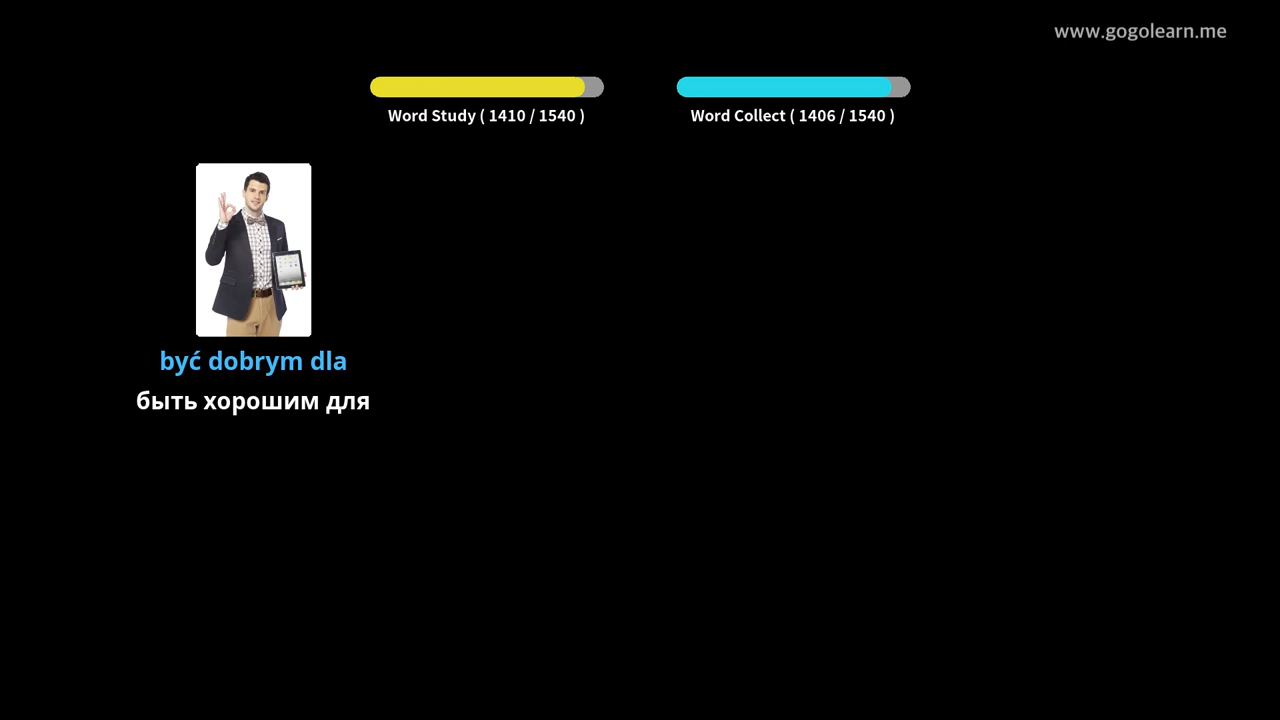 www.gogolearn.me
Word Study ( 1410 / 1540 )
Word Collect ( 1406 / 1540 )
być dobrym dla
быть хорошим для